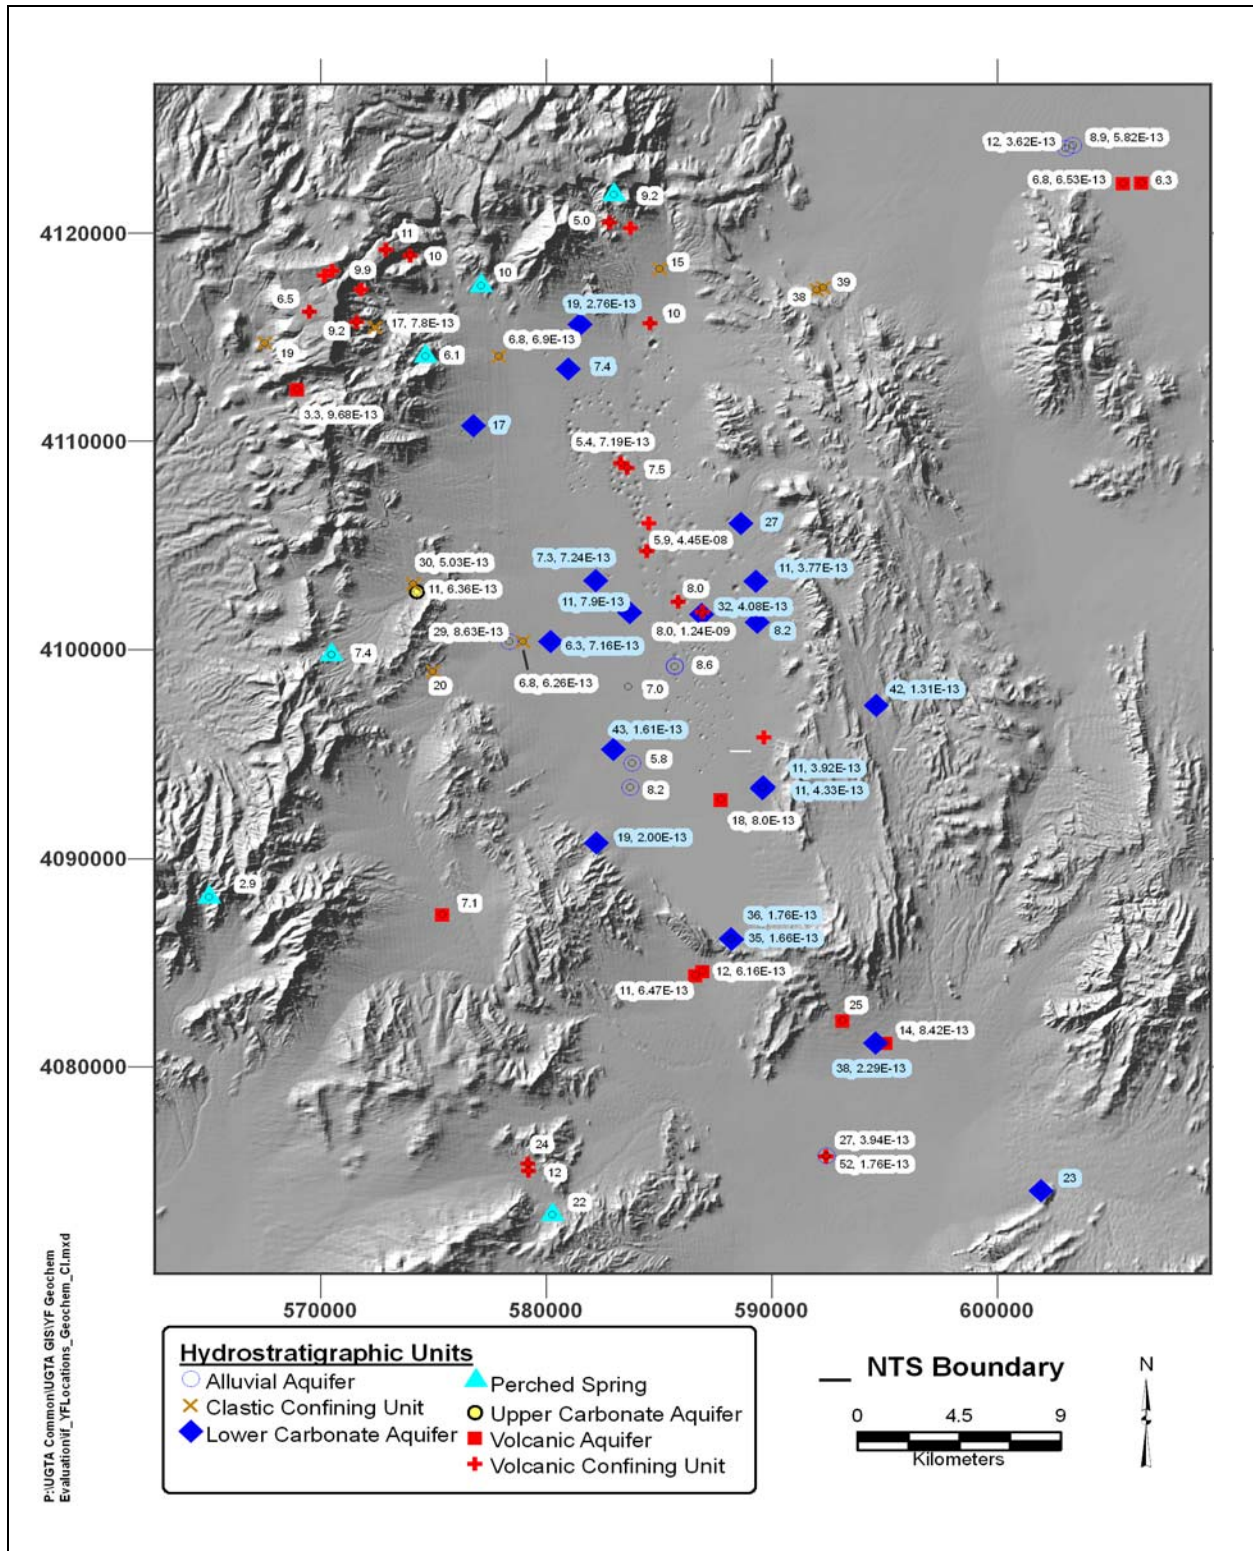 12, 3.62E-13
8.9, 5.82E-13
6.8, 6.53E-13
6.3
9.2
5.0
4120000
11
10
15
9.9
10
39
38
19, 2.76E-13
6.5
10
9.2
17, 7.8E-13
6.8, 6.9E-13
19
6.1
7.4
3.3, 9.68E-13
17
4110000
5.4, 7.19E-13
7.5
27
5.9, 4.45E-08
30, 5.03E-13
7.3, 7.24E-13
11, 3.77E-13
11, 6.36E-13
8.0
11, 7.9E-13
32, 4.08E-13
29, 8.63E-13
8.0, 1.24E-09
8.2
4100000
6.3, 7.16E-13
7.4
8.6
20
6.8, 6.26E-13
7.0
42, 1.31E-13
43, 1.61E-13
5.8
11, 3.92E-13
8.2
11, 4.33E-13
18, 8.0E-13
19, 2.00E-13
4090000
2.9
7.1
36, 1.76E-13
35, 1.66E-13
12, 6.16E-13
11, 6.47E-13
25
14, 8.42E-13
4080000
38, 2.29E-13
24
27, 3.94E-13
12
52, 1.76E-13
23
22
570000
580000
590000
600000
P:\UGTA Common\UGTA GIS\YF Geochem
Evaluation\f_YFLocations_Geochem_Cl.mxd
Hydrostratigraphic Units
Alluvial Aquifer
Clastic Confining Unit
Lower Carbonate Aquifer
Perched Spring
Upper Carbonate Aquifer
Volcanic Aquifer
Volcanic Confining Unit
NTS Boundary
0 4.5 9
Kilometers
N